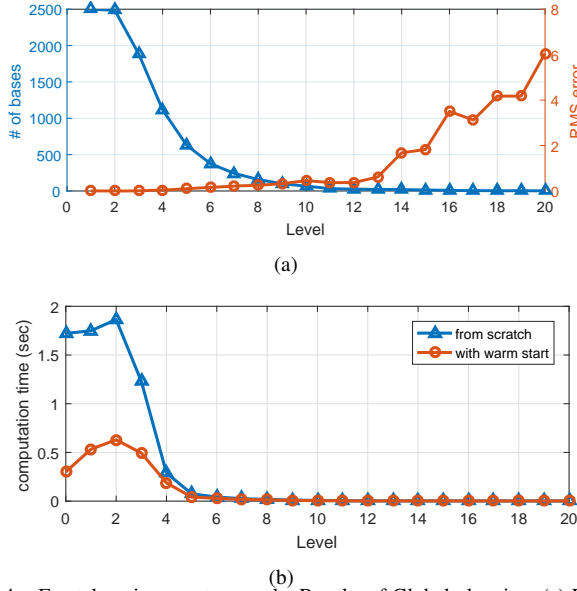 2500
2000
1500
1000
500
0
# of bases
8
6
4
2
0
RMS error
0 2 4 6 8 10 12 14 16 18 20
Level
(a)
2
1.5
1
0.5
0
computation time (sec)
from scratch
with warm start
0 2 4 6 8 10 12 14 16 18 20
Level
(b)